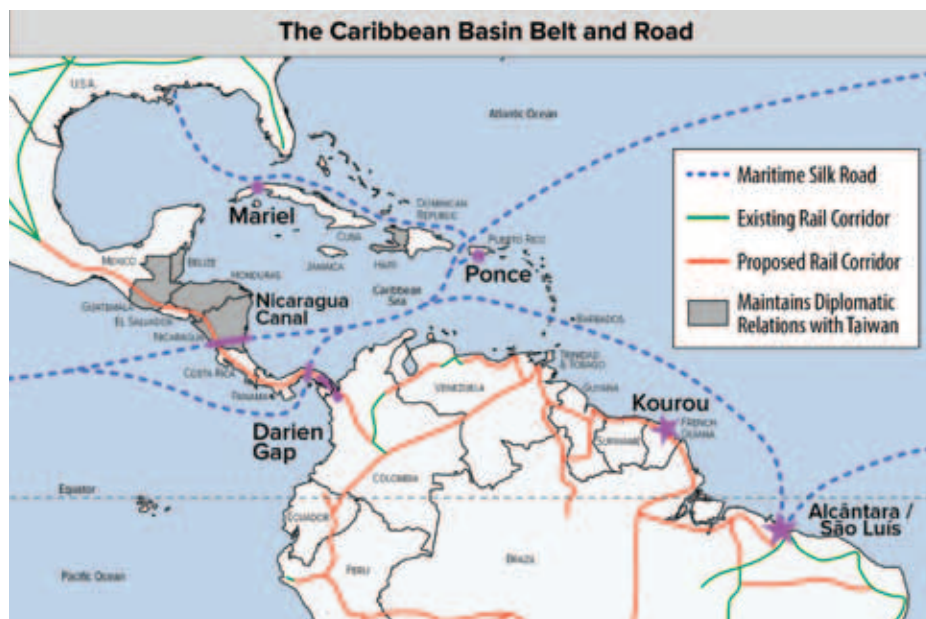 The Caribbean Basin Belt and Road
U.S.A.
Atlantic Ocean
Maritime Silk Road
Existing Rail Corridor
Proposed Rail Corridor
Maintains Diplomatic
Relations with Taiwan
Mariel
DOMINICAN
REPUBLIC
CUBA
PUERTO RICO
Ponce
MEXICO
BELIZE
JAMAICA
HAITI
HONDURAS
Caribbean
Sea
Nicaragua
Canal
GUATEMALA
EL SALVADOR
NICARAGUA
BARBADOS
COSTA RICA
PANAMA
TRINIDAD
& TOBAGO
VENEZUELA
GUYANA
Darien
Gap
Kourou
FRENCH
GUIANA
SURINAME
COLOMBIA
Equator
ECUADOR
Alcântara /
São Luís
Pacific Ocean
PERU
BRAZIL